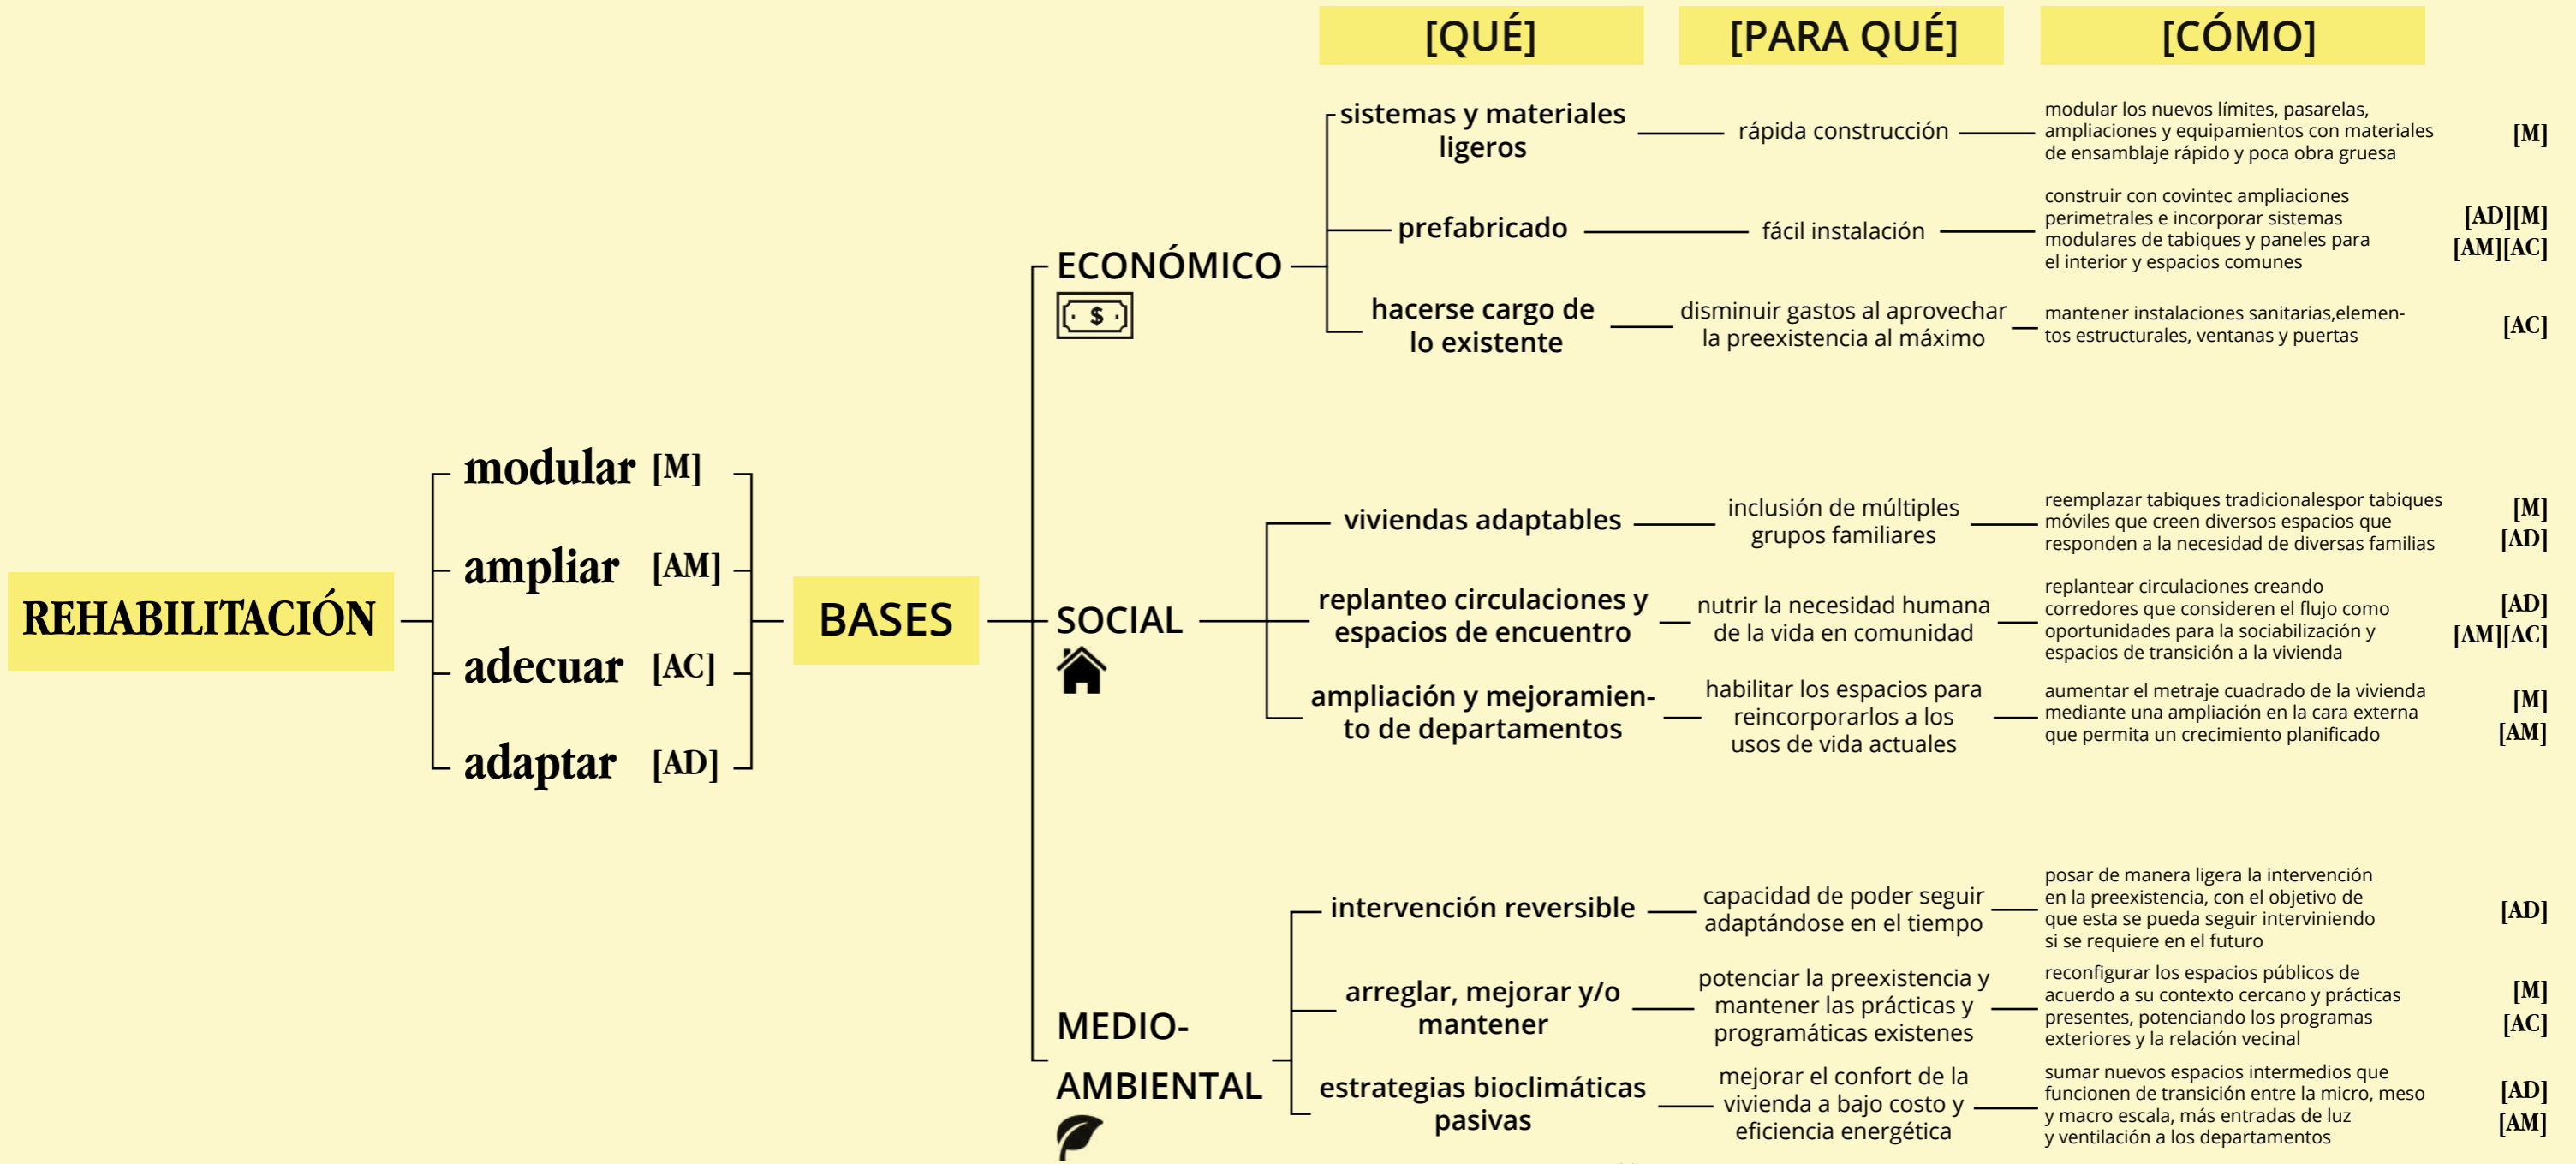 [QUÉ]
[PARA QUÉ]
[CÓMO]
REHABILITACIÓN
modular [M]
ampliar [AM]
adecuar [AC]
adaptar [AD]
BASES
ECONÓMICO
$
sistemas y materiales
ligeros
rápida construcción
modular los nuevos límites, pasarelas,
ampliaciones y equipamientos con materiales
de ensamblaje rápido y poca obra gruesa
[M]
prefabricado
fácil instalación
construir con covintec ampliaciones
perimetrales e incorporar sistemas
modulares de tabiques y paneles para
el interior y espacios comunes
[AD][M]
[AM][AC]
hacerse cargo de
lo existente
disminuir gastos al aprovechar
la preexistencia al máximo
mantener instalaciones sanitarias,elemen-
tos estructurales, ventanas y puertas
[AC]
SOCIAL
viviendas adaptables
inclusión de múltiples
grupos familiares
reemplazar tabiques tradicionalespor tabiques
móviles que creen diversos espacios que
responden a la necesidad de diversas familias
[M]
[AD]
replanteo circulaciones y
espacios de encuentro
nutrir la necesidad humana
de la vida en comunidad
replantear circulaciones creando
corredores que consideren el flujo como
oportunidades para la sociabilización y
espacios de transición a la vivienda
[AD]
[AM][AC]
ampliación y mejoramien-
to de departamentos
habilitar los espacios para
reincorporarlos a los
usos de vida actuales
aumentar el metraje cuadrado de la vivienda
mediante una ampliación en la cara externa
que permita un crecimiento planificado
[M]
[AM]
MEDIO-
AMBIENTAL
intervención reversible
capacidad de poder seguir
adaptándose en el tiempo
posar de manera ligera la intervención
en la preexistencia, con el objetivo de
que esta se pueda seguir interviniendo
si se requiere en el futuro
[AD]
arreglar, mejorar y/o
mantener
potenciar la preexistencia y
mantener las prácticas y
programáticas existenes
reconfigurar los espacios públicos de
acuerdo a su contexto cercano y prácticas
presentes, potenciando los programas
exteriores y la relación vecinal
[M]
[AC]
estrategias bioclimáticas
pasivas
mejorar el confort de la
vivienda a bajo costo y
eficiencia energética
sumar nuevos espacios intermedios que
funcionen de transición entre la micro, meso
y macro escala, más entradas de luz
y ventilación a los departamentos
[AD]
[AM]